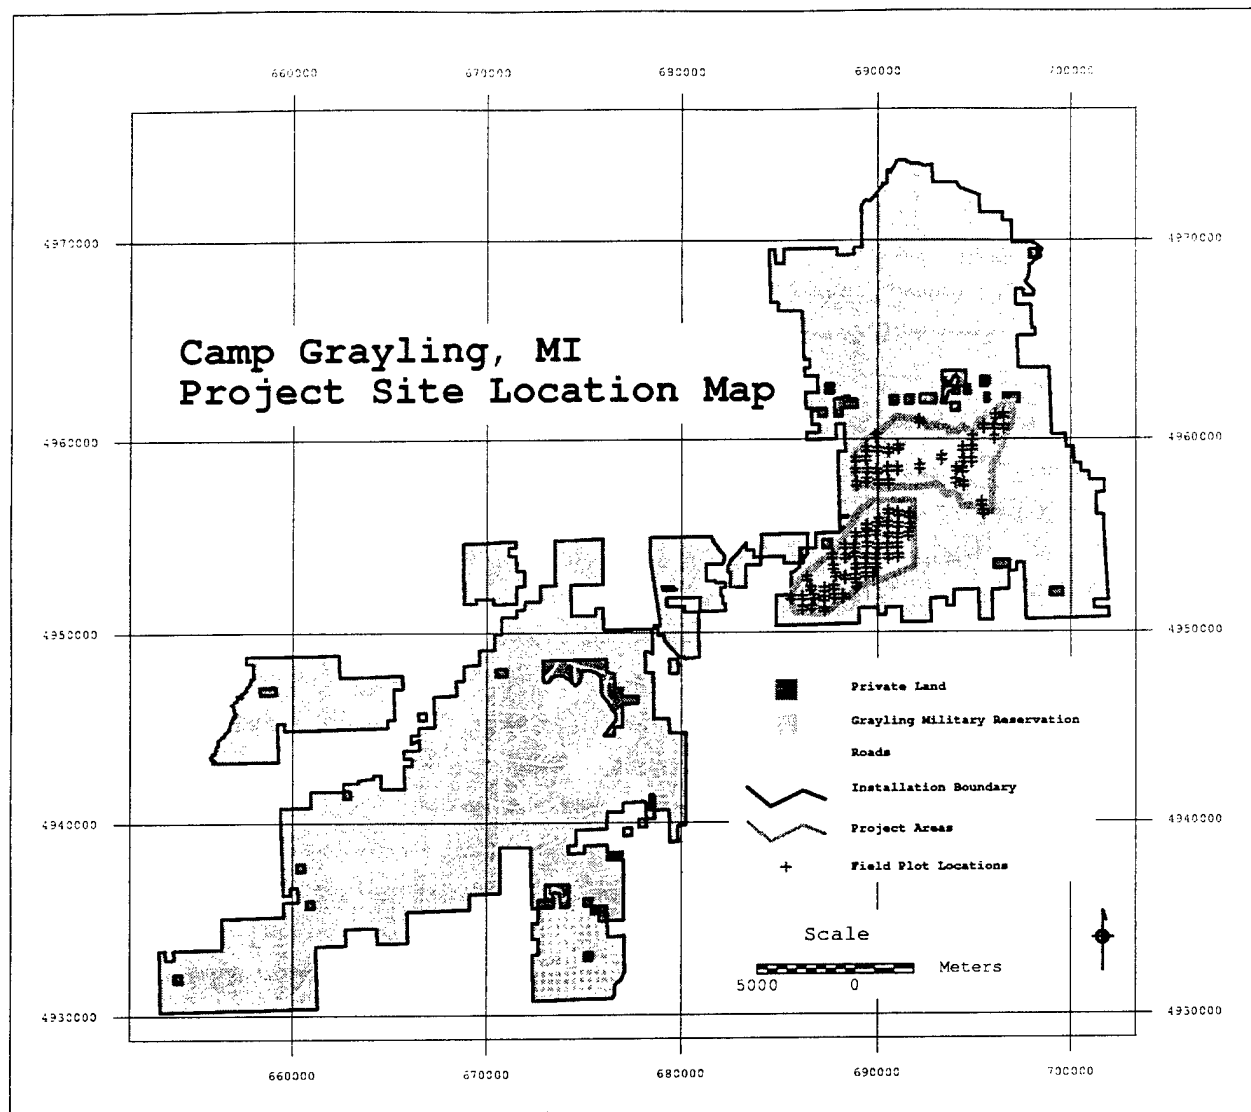 660000 670000 680000 690000 700000
4970000 4970000
Camp Grayling, MI
Project Site Location Map
4960000 4960000
4950000 4950000
Private Land
Grayling Military Reservation
Roads
Installation Boundary
4940000 4940000
Project Areas
Field Plot Locations
Scale
Meters
5000 0
4930000 4930000
660000 670000 680000 690000 700000